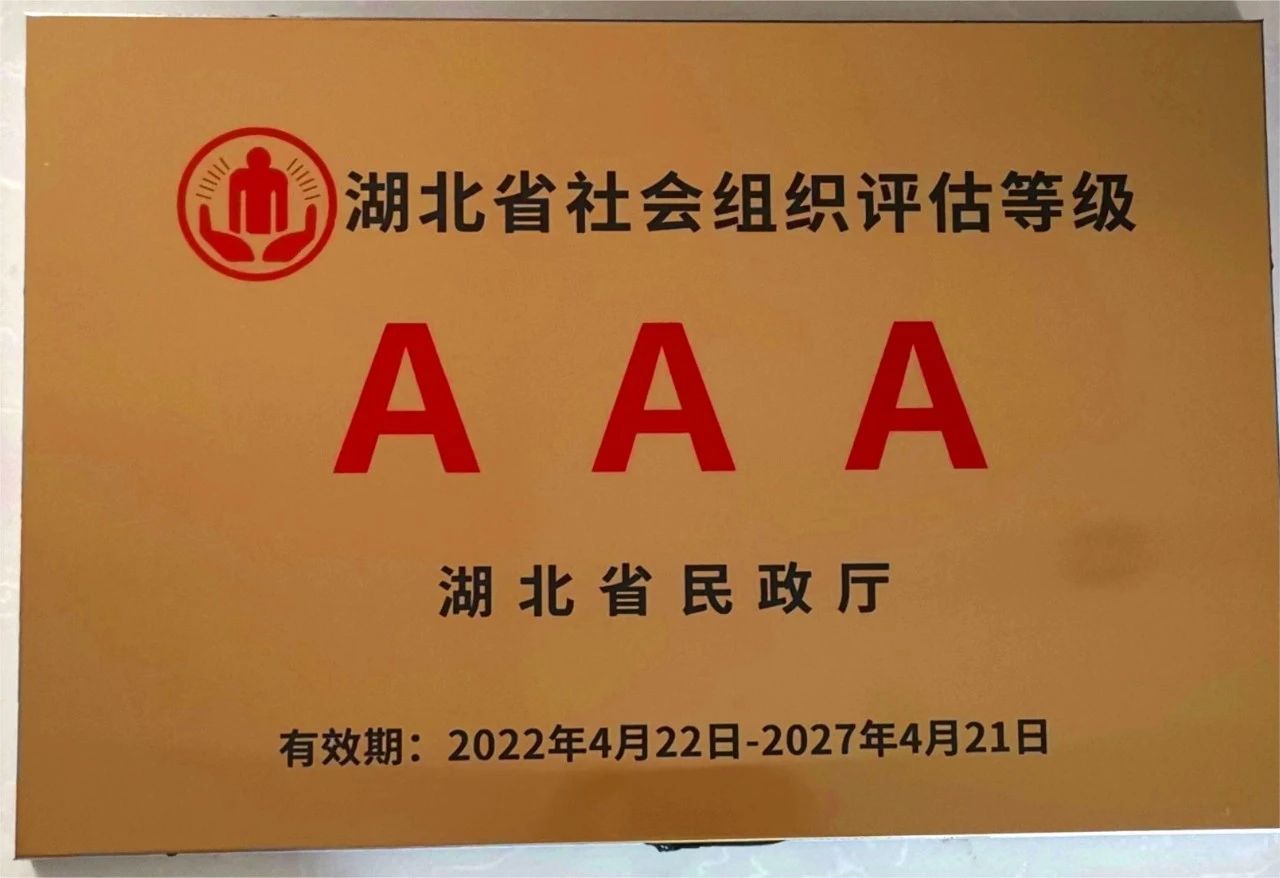 湖北省社会组织评估等级
A A A
湖北省民政厅
有效期：2022年4月22日-2027年4月21日